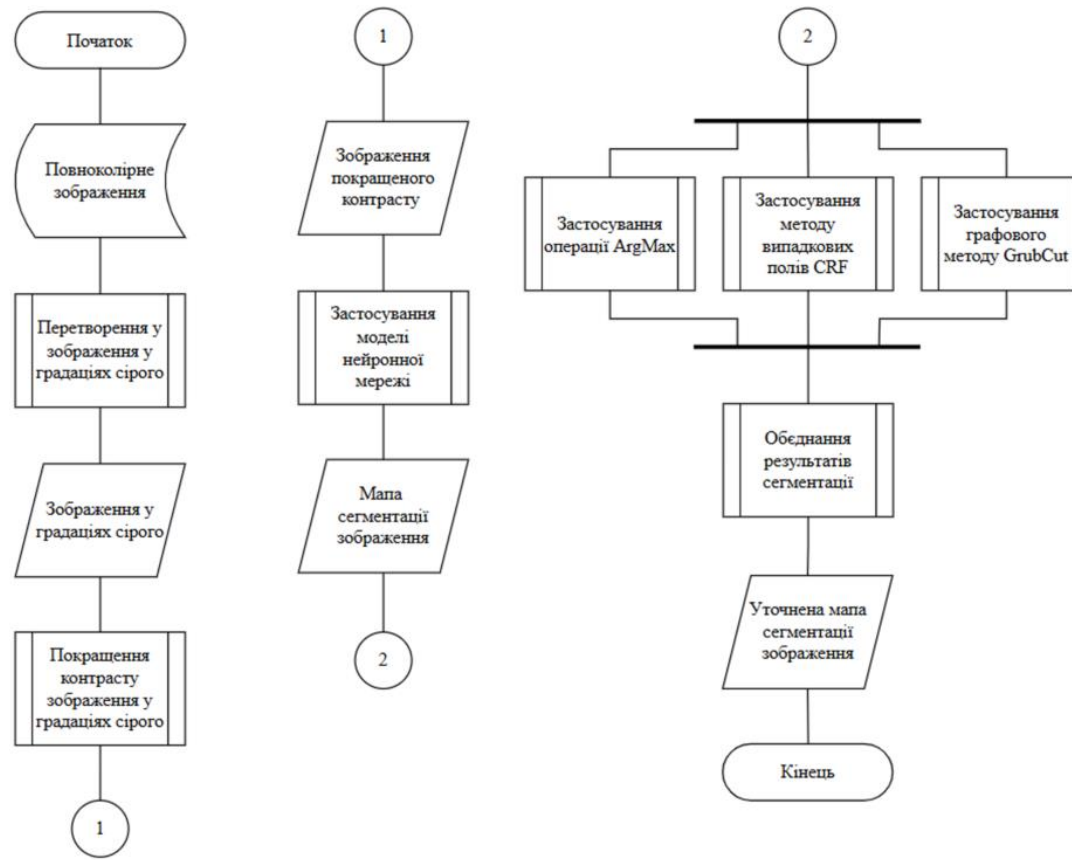 Початок
Повноколірне
зображення
Перетворення у
зображення у
градаціях сірого
Зображення у
градаціях сірого
Покращення
контрасту
зображення у
градаціях сірого
1
1
Зображення
покращеного
контрасту
Застосування
моделі
нейронної
мережі
Мапа
сегментації
зображення
2
2
Застосування
операції ArgMax
Застосування
методу
випадкових
полів CRF
Застосування
графового
методу GrubCut
Обєднання
результатів
сегментації
Уточнена мапа
сегментації
зображення
Кінець